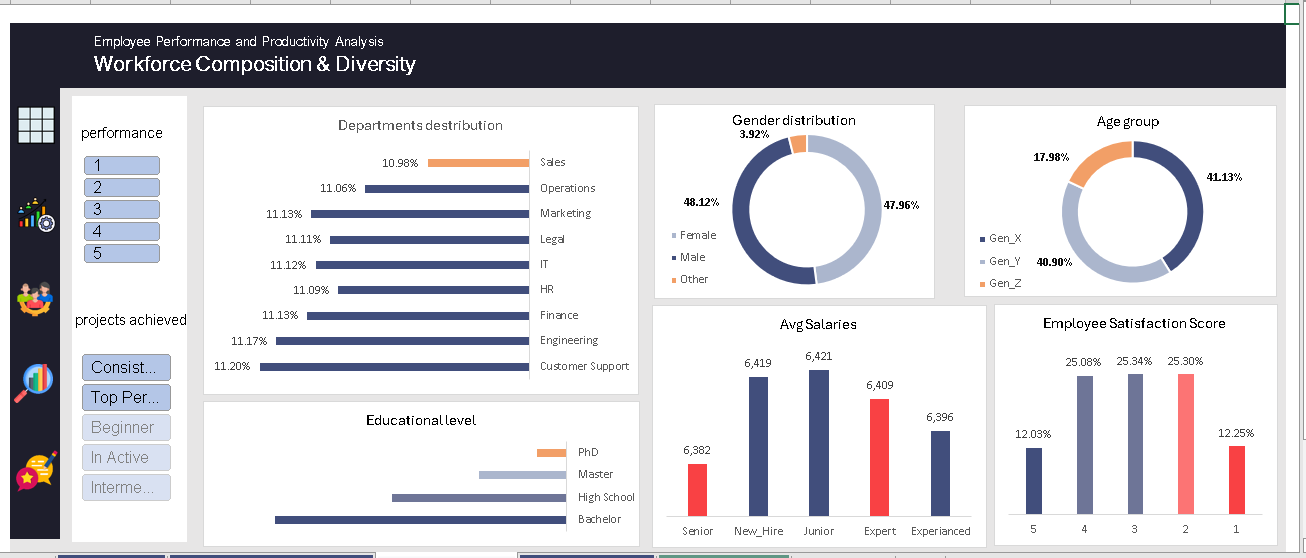 Employee Performance and Productivity Analysis
Workforce Composition & Diversity
performance
1
2
3
4
5
projects achieved
Consist...
Top Per...
Beginner
In Active
Interme...
Departments destribution
10.98% Sales
11.06% Operations
11.13% Marketing
11.11% Legal
11.12% IT
11.09% HR
11.13% Finance
11.17% Engineering
11.20% Customer Support
Educational level
PhD
Master
High School
Bachelor
Gender distribution
3.92%
48.12%
47.96%
Female
Male
Other
Age group
17.98%
41.13%
40.90%
Gen_X
Gen_Y
Gen_Z
Avg Salaries
6,382
6,419
6,421
6,409
6,396
Senior New_Hire Junior Expert Experianced
Employee Satisfaction Score
12.03%
25.08%
25.34%
25.30%
12.25%
5 4 3 2 1